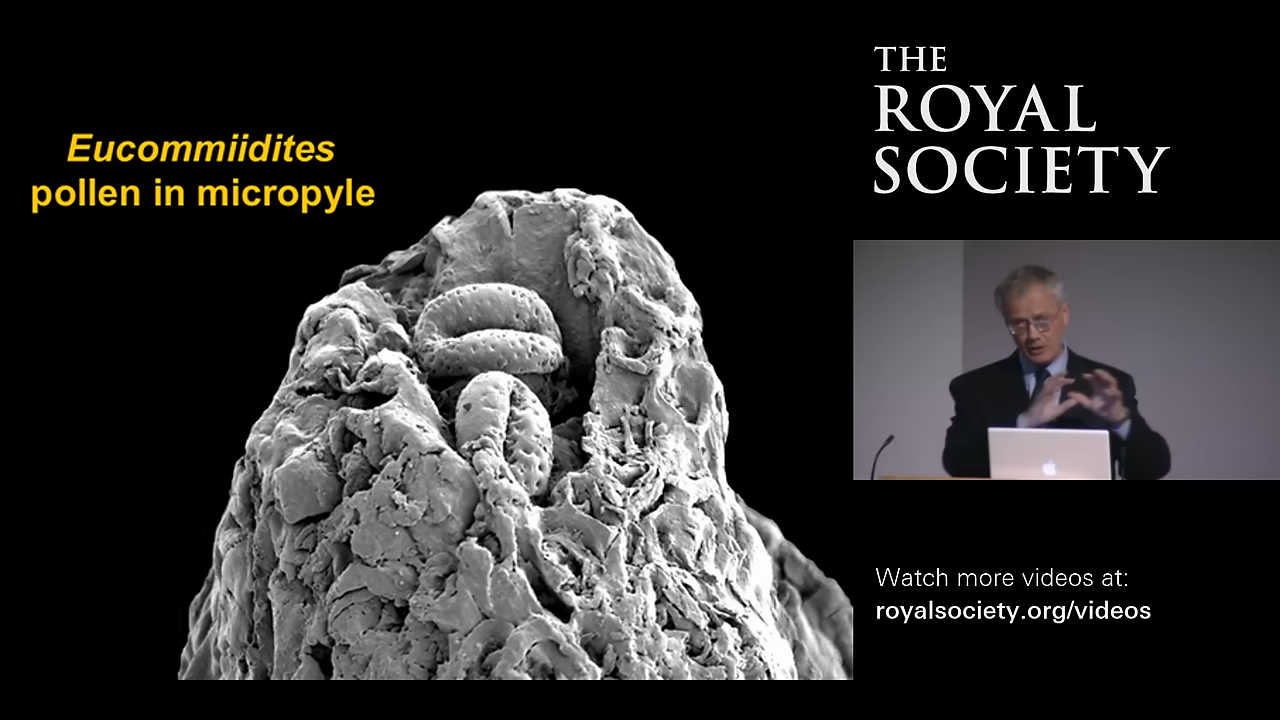 Eucommiidites
pollen in micropyle
THE
ROYAL
SOCIETY
Watch more videos at:
royalsociety.org/videos